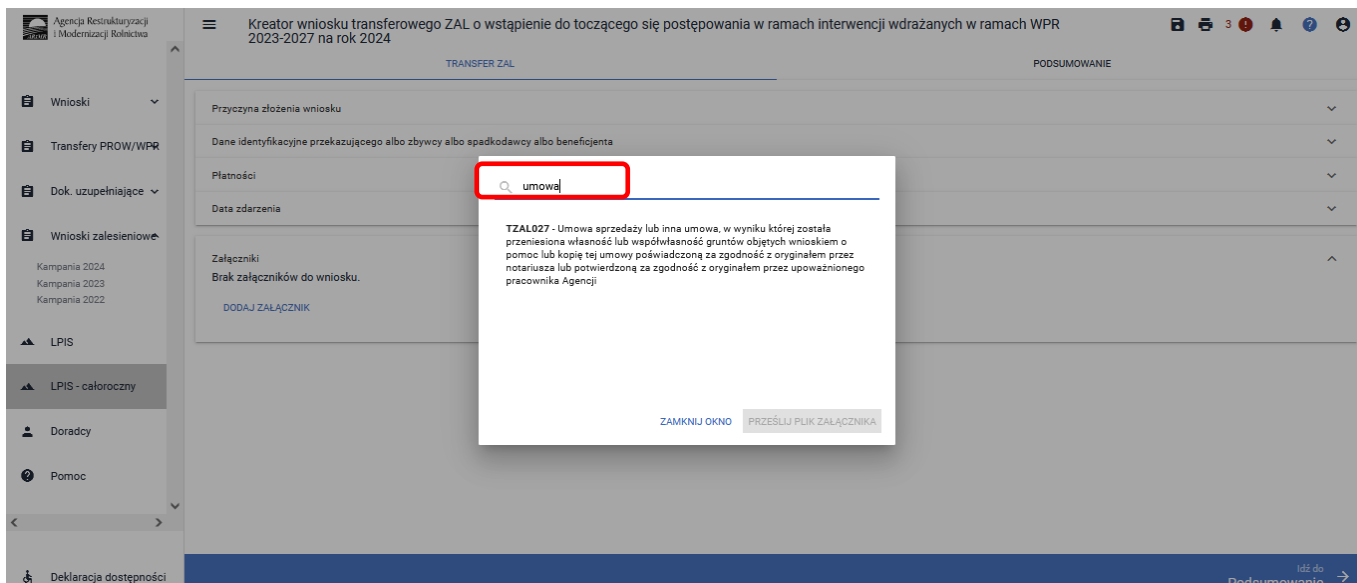 Agencja Restrukturyzacji
i Modernizacji Rolnictwa
ARiMR
Kreator wniosku transferowego ZAL o wstąpienie do toczącego się postępowania w ramach interwencji wdrażanych w ramach WPR
2023-2027 na rok 2024
3
TRANSFER ZAL
PODSUMOWANIE
Wnioski
Transfery PROW/WPR
Dok. uzupełniające
Wnioski zalesieniowe
Kampania 2024
Kampania 2023
Kampania 2022
LPIS
LPIS - całoroczny
Doradcy
Pomoc
Deklaracja dostępności
Przyczyna złożenia wniosku
Dane identyfikacyjne przekazującego albo zbywcy albo spadkodawcy albo beneficjenta
Płatności
Data zdarzenia
Załączniki
Brak załączników do wniosku.
DODAJ ZAŁĄCZNIK
umowa
TZAL027 - Umowa sprzedaży lub inna umowa, w wyniku której została
przeniesiona własność lub współwłasność gruntów objętych wnioskiem o
pomoc lub kopię tej umowy poświadczoną za zgodność z oryginałem przez
notariusza lub potwierdzoną za zgodność z oryginałem przez upoważnionego
pracownika Agencji
ZAMKNIJ OKNO
PRZEŚLIJ PLIK ZAŁĄCZNIKA
Idź do
Podsumowanie